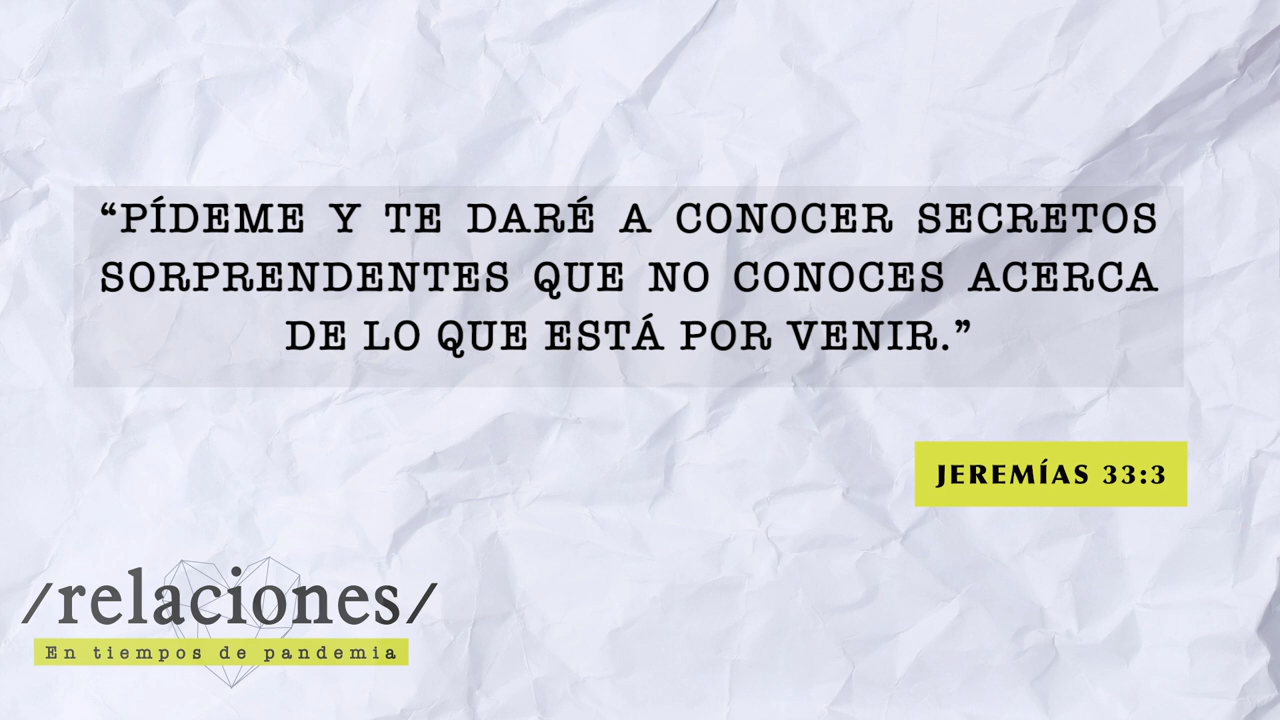 “PÍDEME Y TE DARÉ A CONOCER SECRETOS
SORPRENDENTES QUE NO CONOCES ACERCA
DE LO QUE ESTÁ POR VENIR.”
JEREMÍAS 33:3
/relaciones/
En tiempos de pandemia